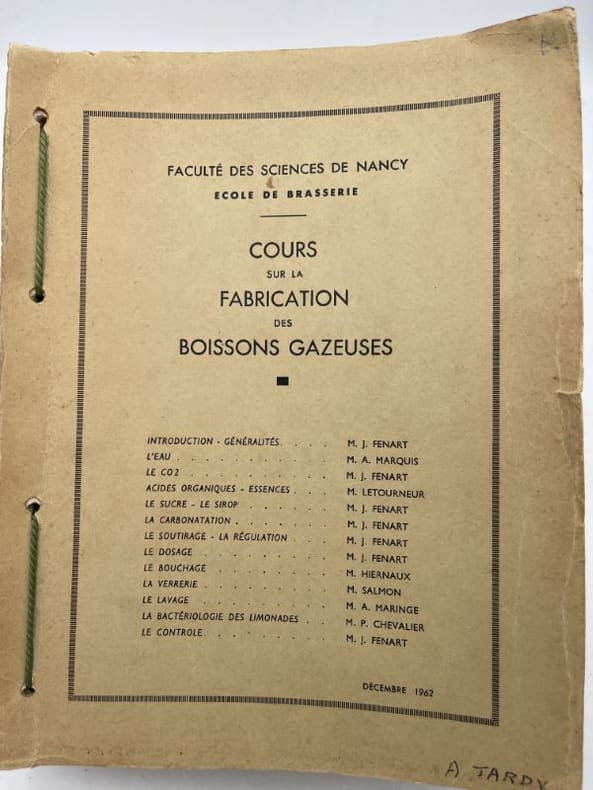 FACULTÉ DES SCIENCES DE NANCY
ECOLE DE BRASSERIE
COURS
SUR LA
FABRICATION
DES
BOISSONS GAZEUSES
INTRODUCTION - GÉNÉRALITÉS. . . . M. J. FENART
L'EAU . . . . . . . . . . . M. A. MARQUIS
LE CO2 . . . . . . . . . . M. J. FENART
ACIDES ORGANIQUES - ESSENCES . . . M. LETOURNEUR
LE SUCRE - LE SIROP . . . . . . M. J. FENART
LA CARBONATATION . . . . . . . M. J. FENART
LE SOUTIRAGE - LA RÉGULATION . . . M. J. FENART
LE DOSAGE . . . . . . . . . M. J. FENART
LE BOUCHAGE . . . . . . . . M. HIERNAUX
LA VERRERIE . . . . . . . . . M. SALMON
LE LAVAGE . . . . . . . . . M. A. MARINGE
LA BACTÉRIOLOGIE DES LIMONADES . . M. P. CHEVALIER
LE CONTROLE. . . . . . . . . M. J. FENART
DÉCEMBRE 1962
A TARDY